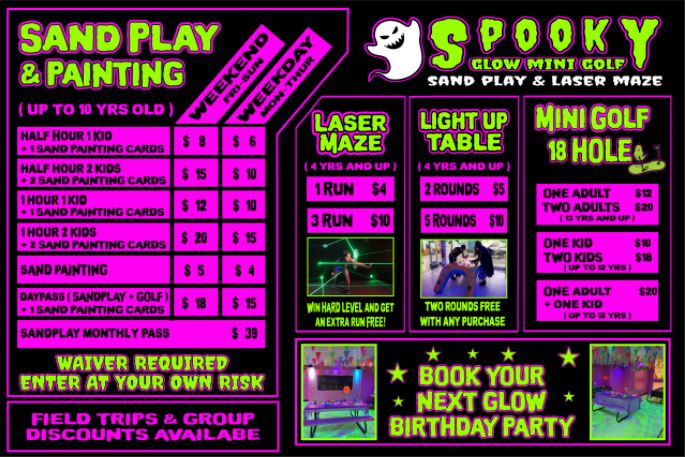 SAND PLAY
& PAINTING
( UP TO 10 YRS OLD )
WEEKEND
FRI-SUN
WEEKDAY
MON-THUR
HALF HOUR 1 KID
+ 1 SAND PAINTING CARDS
$ 8
$ 6
HALF HOUR 2 KIDS
+ 2 SAND PAINTING CARDS
$ 15
$ 10
1 HOUR 1 KID
+ 1 SAND PAINTING CARDS
$ 12
$ 10
1 HOUR 2 KIDS
+ 2 SAND PAINTING CARDS
$ 20
$ 15
SAND PAINTING
$ 5
$ 4
DAYPASS ( SANDPLAY + GOLF )
+ 1 SAND PAINTING CARDS
$ 18
$ 15
SANDPLAY MONTHLY PASS
$ 39
WAIVER REQUIRED
ENTER AT YOUR OWN RISK
FIELD TRIPS & GROUP
DISCOUNTS AVAILABE
SPOOKY
GLOW MINI GOLF
SAND PLAY & LASER MAZE
LASER
MAZE
( 4 YRS AND UP )
1 RUN $4
3 RUN $10
WIN HARD LEVEL AND GET
AN EXTRA RUN FREE!
LIGHT UP
TABLE
( 4 YRS AND UP )
2 ROUNDS $5
5 ROUNDS $10
TWO ROUNDS FREE
WITH ANY PURCHASE
MINI GOLF
18 HOLE
ONE ADULT $12
TWO ADULTS $20
( 13 YRS AND UP )
ONE KID $10
TWO KIDS $18
( UP TO 12 YRS )
ONE ADULT $20
+ ONE KID
( UP TO 12 YRS )
BOOK YOUR
NEXT GLOW
BIRTHDAY PARTY